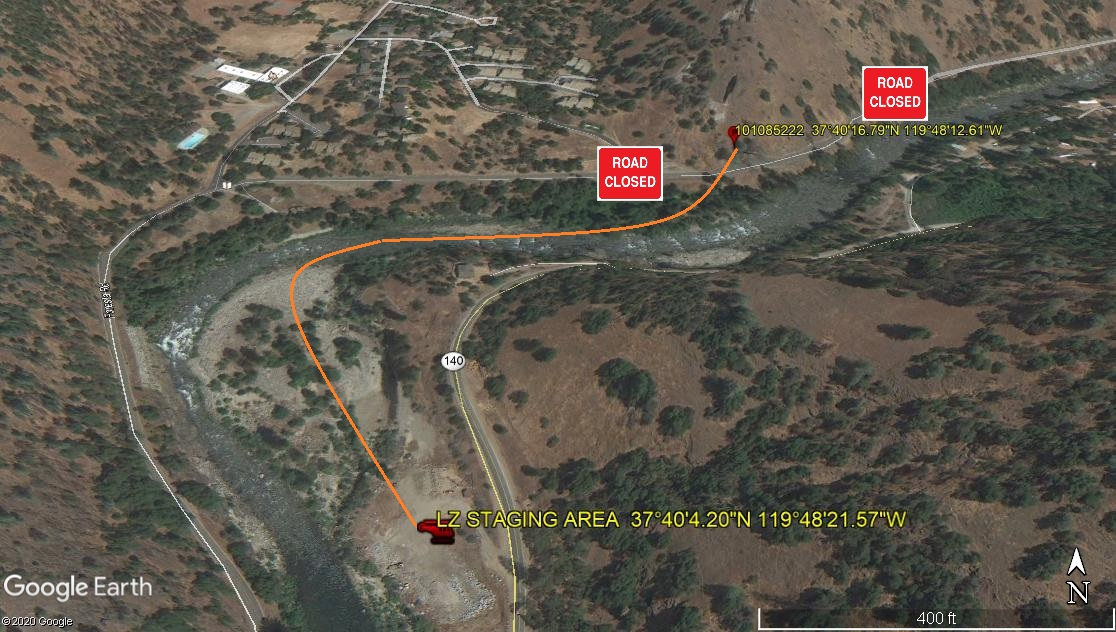 ROAD
CLOSED
101085222 37°40'16.79"N 119°48'12.61"W
ROAD
CLOSED
140
LZ STAGING AREA 37°40'4.20"N 119°48'21.57"W
Google Earth
©2020 Google
N
400 ft